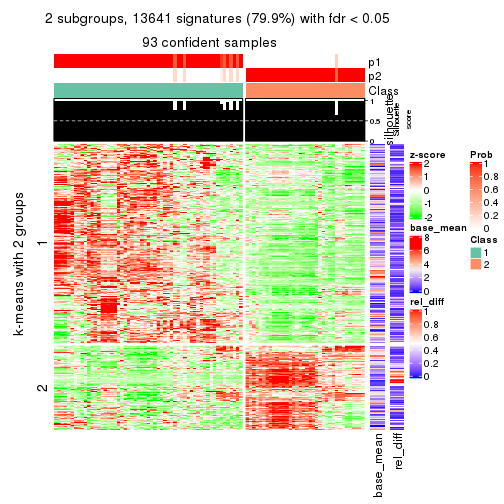 2 subgroups, 13641 signatures (79.9%) with fdr < 0.05
93 confident samples
p1
p2
Class
silhouette
Silhouette
score
1
0.5
0
k-means with 2 groups
1
2
base_mean
rel_diff
z-score
2
1
0
-1
-2
base_mean
8
6
4
2
0
rel_diff
1
0.8
0.6
0.4
0.2
0
Prob
1
0.8
0.6
0.4
0.2
0
Class
1
2